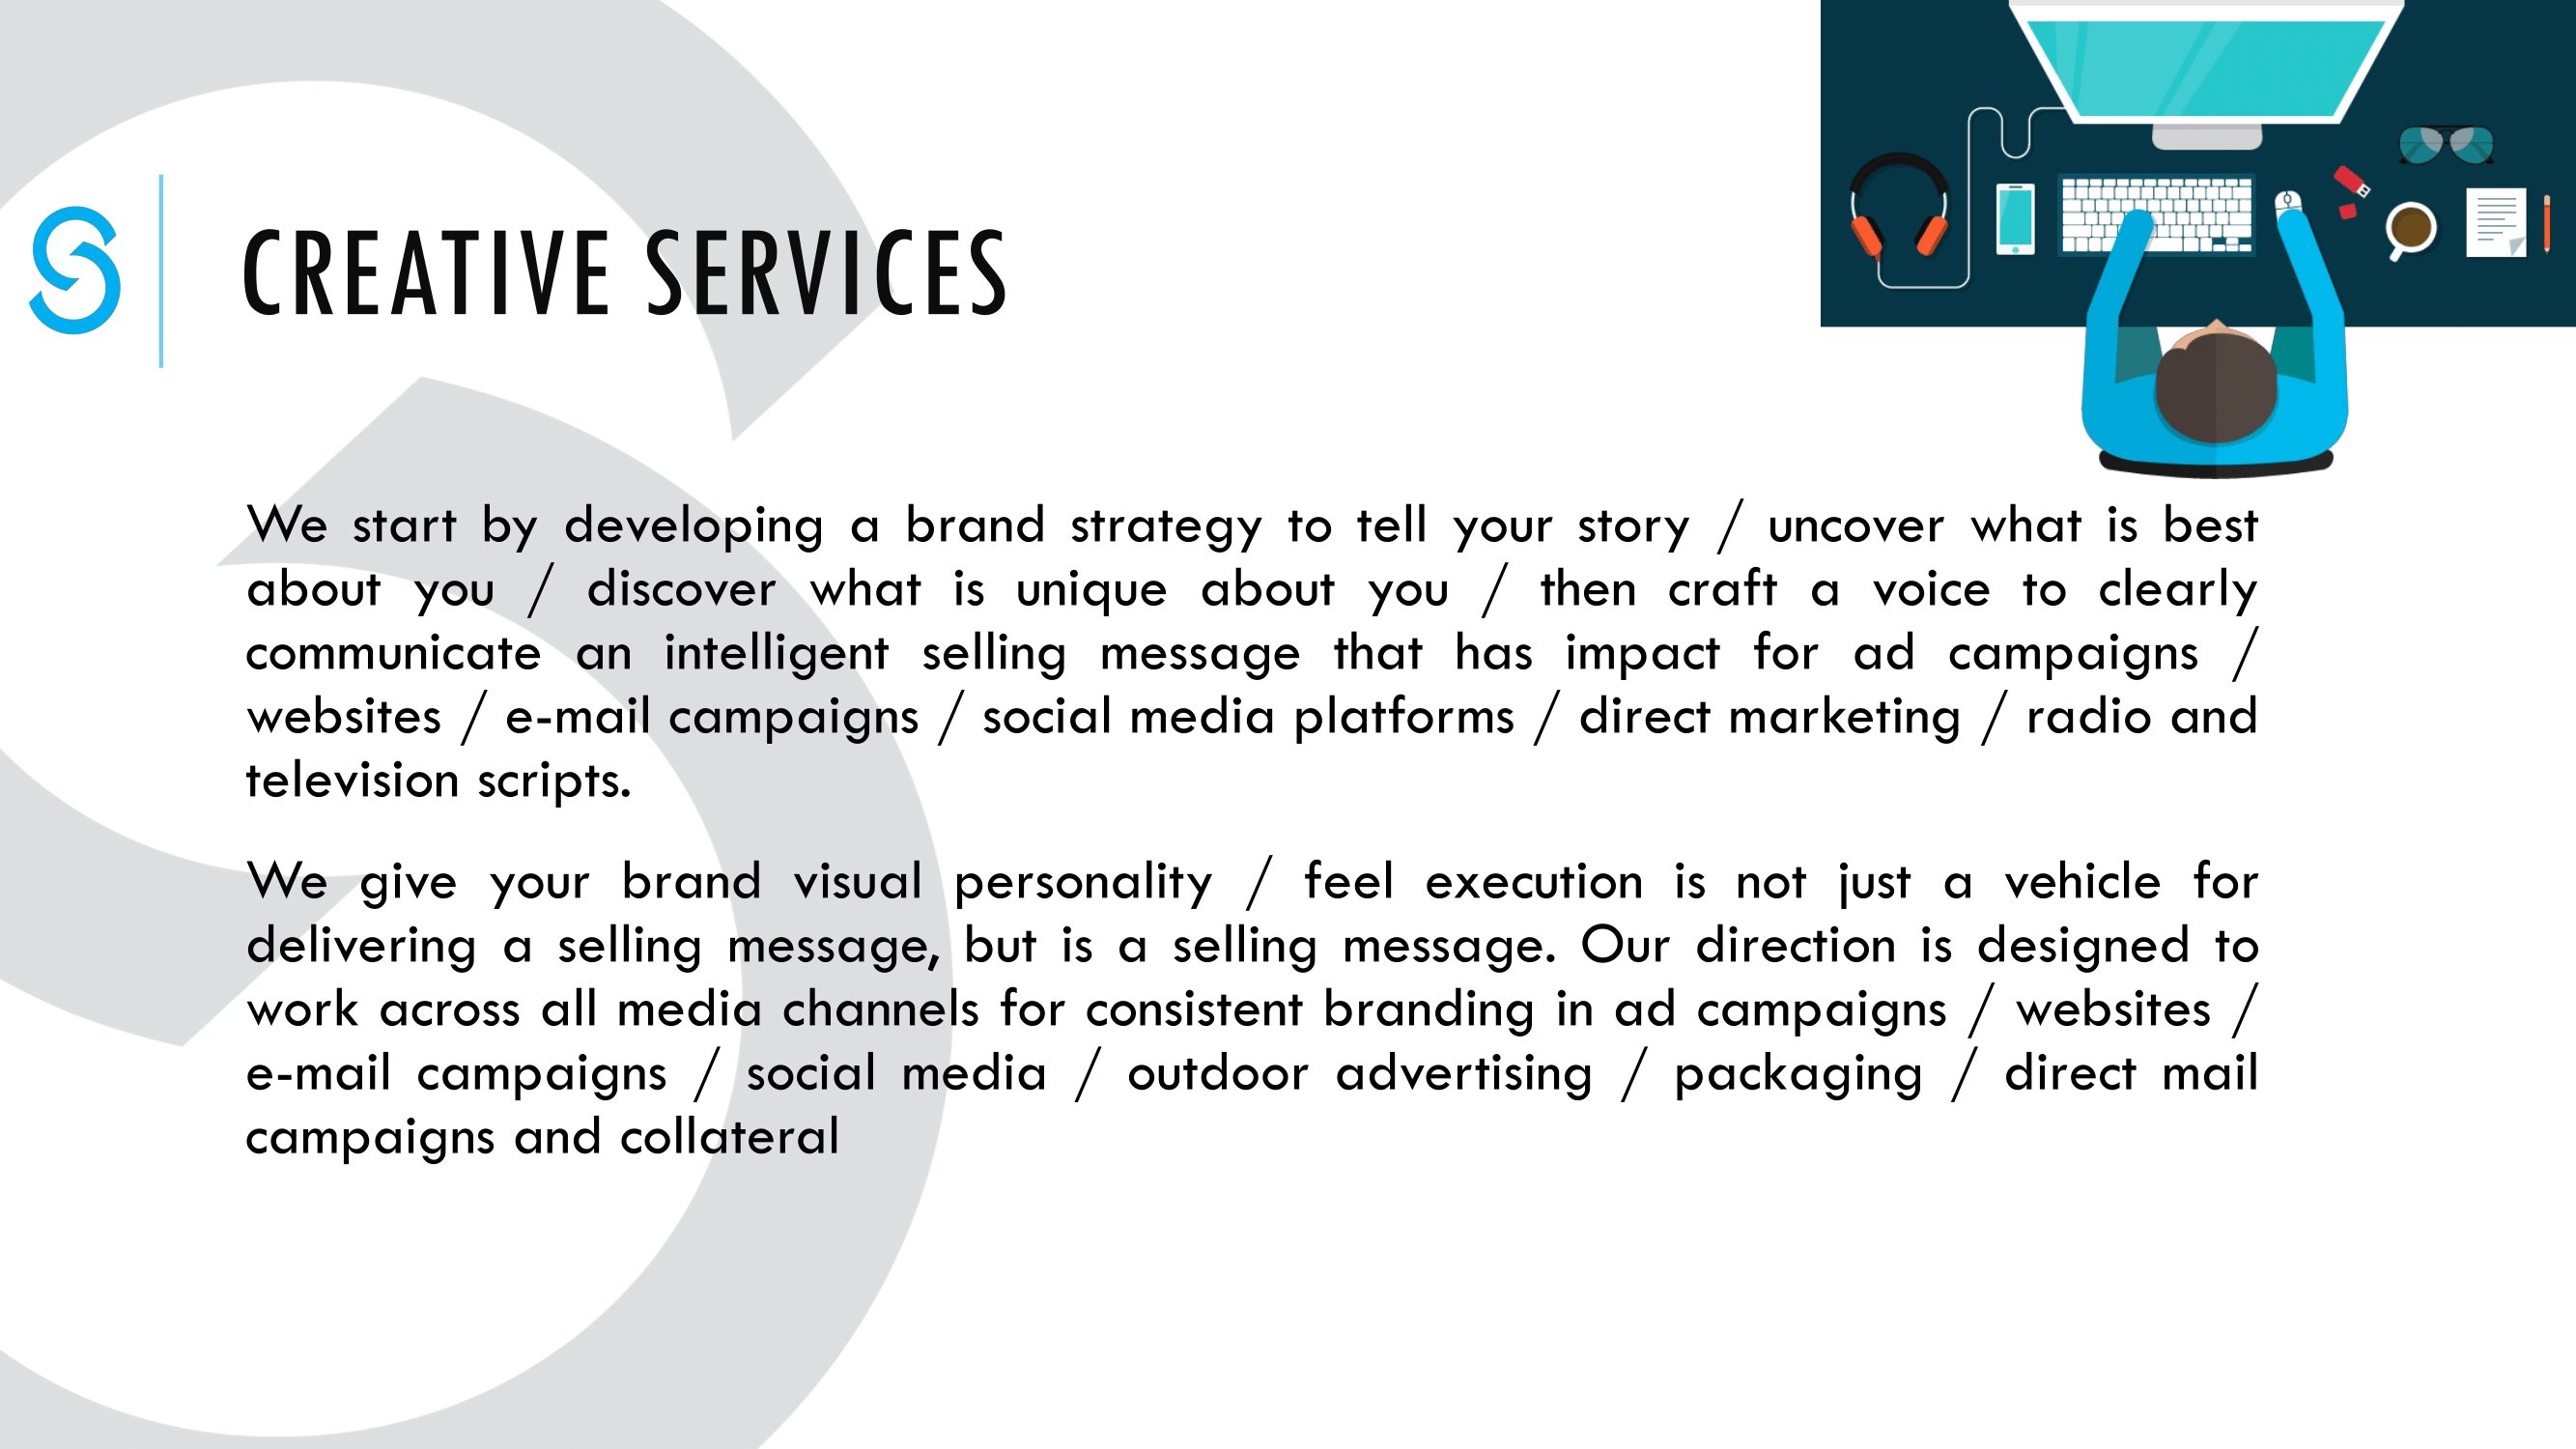 CREATIVE SERVICES
We start by developing a brand strategy to tell your story / uncover what is best
about you / discover what is unique about you / then craft a voice to clearly
communicate an intelligent selling message that has impact for ad campaigns /
websites / e-mail campaigns / social media platforms / direct marketing / radio and
television scripts.
We give your brand visual personality / feel execution is not just a vehicle for
delivering a selling message, but is a selling message. Our direction is designed to
work across all media channels for consistent branding in ad campaigns / websites /
e-mail campaigns / social media / outdoor advertising / packaging / direct mail
campaigns and collateral